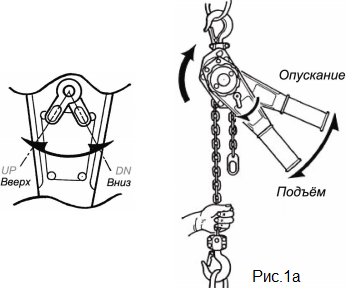 Опускание
UP
Вверх
DN
Вниз
Подъём
Рис.1а